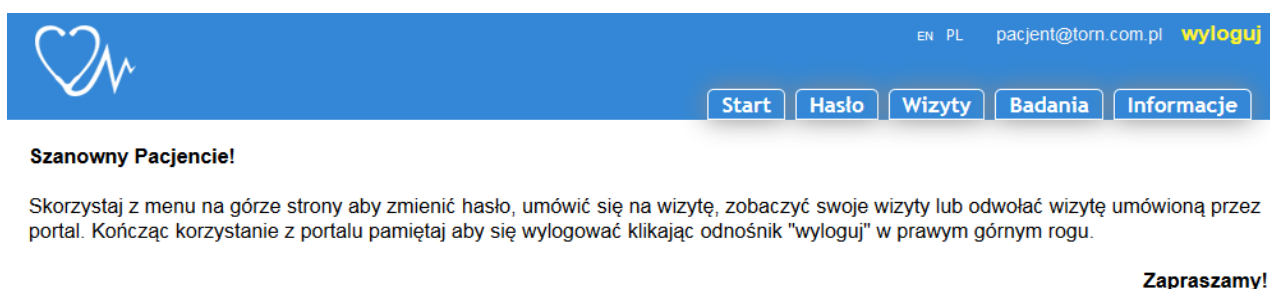 EN PL pacjent@torn.com.pl wyloguj
Start Hasło Wizyty Badania Informacje
Szanowny Pacjencie!
Skorzystaj z menu na górze strony aby zmienić hasło, umówić się na wizytę, zobaczyć swoje wizyty lub odwołać wizytę umówioną przez
portal. Kończąc korzystanie z portalu pamiętaj aby się wylogować klikając odnośnik "wyloguj" w prawym górnym rogu.
Zapraszamy!